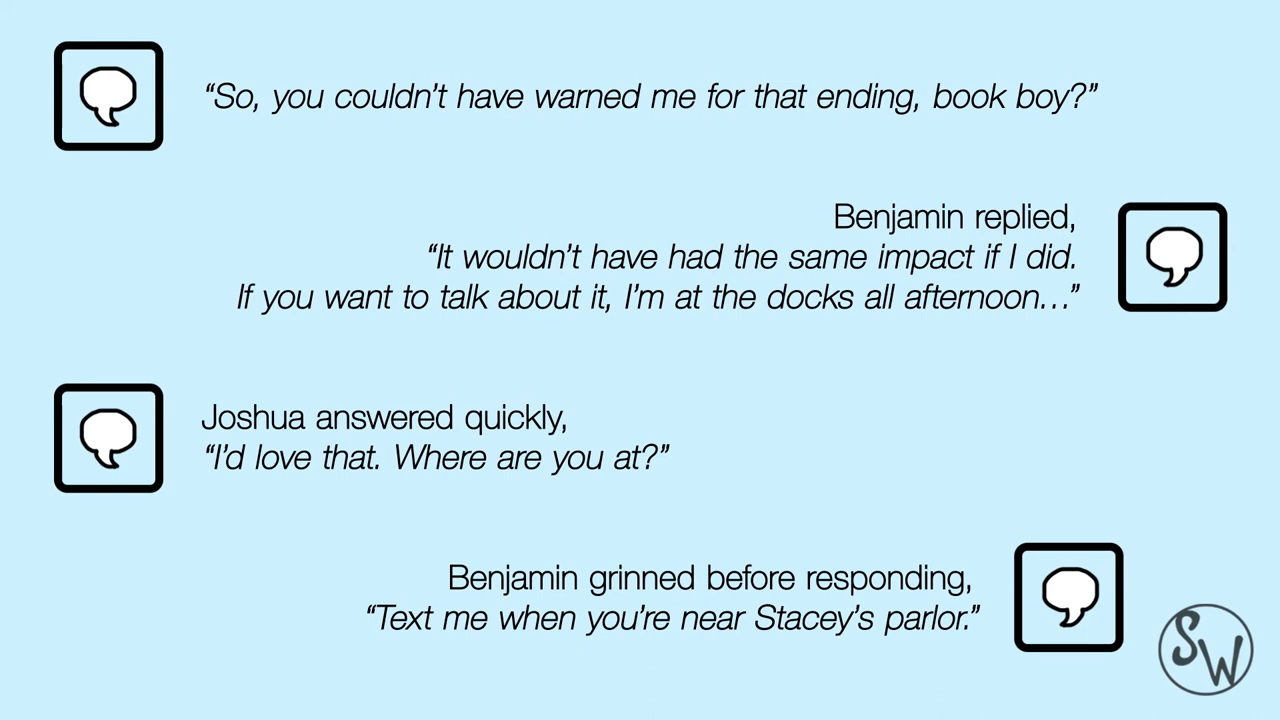 “So, you couldn’t have warned me for that ending, book boy?”
Benjamin replied,
“It wouldn’t have had the same impact if I did.
If you want to talk about it, I’m at the docks all afternoon…”
Joshua answered quickly,
“I’d love that. Where are you at?”
Benjamin grinned before responding,
“Text me when you’re near Stacey’s parlor.”
SW